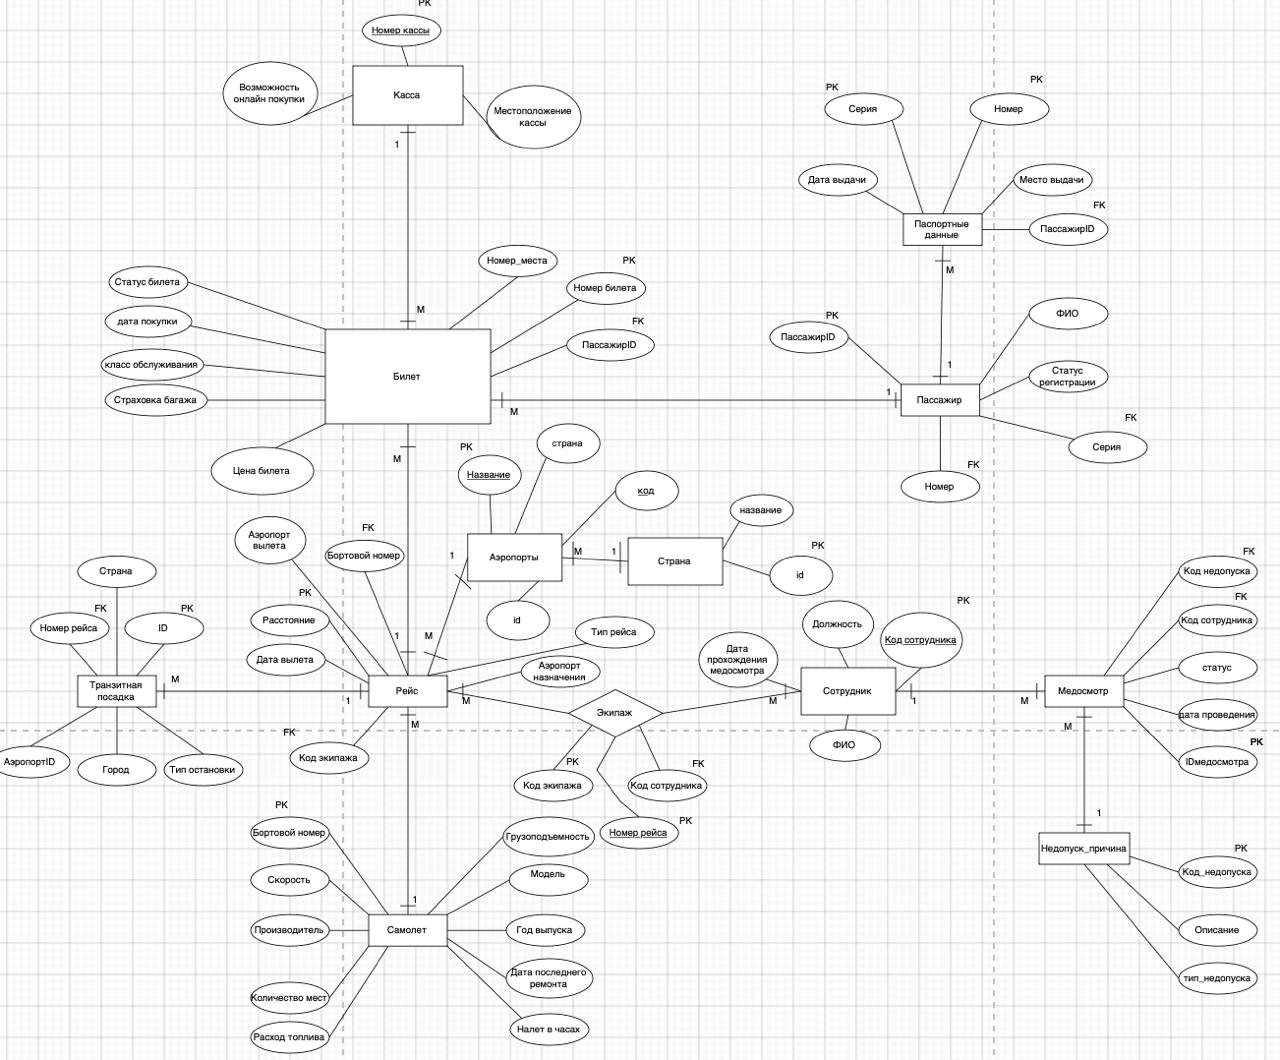 PK
Номер кассы
Возможность
онлайн покупки
Касса
Местоположение
кассы
1
PK
PK
Серия
Номер
Дата выдачи
Место выдачи
FK
Паспортные
данные
ПассажирID
M
Номер_места
PK
Статус билета
Номер билета
M
FK
дата покупки
ПассажирID
класс обслуживания
Билет
Страховка багажа
M
Цена билета
M
PK
ФИО
ПассажирID
1
Статус
регистрации
1
Пассажир
FK
Серия
FK
Номер
PK
страна
Название
код
название
FK
Аэропорт
вылета
Бортовой номер
1
Аэропорты
M
1
Страна
PK
id
id
Страна
PK
Расстояние
FK
PK
Номер рейса
ID
1
M
Тип рейса
Дата вылета
Аэропорт
назначения
Транзитная
посадка
M
1
Рейс
M
M
FK
Код экипажа
АэропортID
Город
Тип остановки
Экипаж
PK
Код экипажа
FK
Код сотрудника
PK
Номер рейса
Должность
PK
Код сотрудника
Дата
прохождения
медосмотра
M
Сотрудник
1
ФИО
FK
Код недопуска
FK
Код сотрудника
статус
M
Медосмотр
M
дата проведения
PK
IDмедосмотра
1
Недопуск_причина
PK
Код_недопуска
Описание
тип_недопуска
PK
Бортовой номер
Грузоподъемность
Скорость
Модель
1
Производитель
Самолет
Год выпуска
Дата последнего
ремонта
Количество мест
Налет в часах
Расход топлива